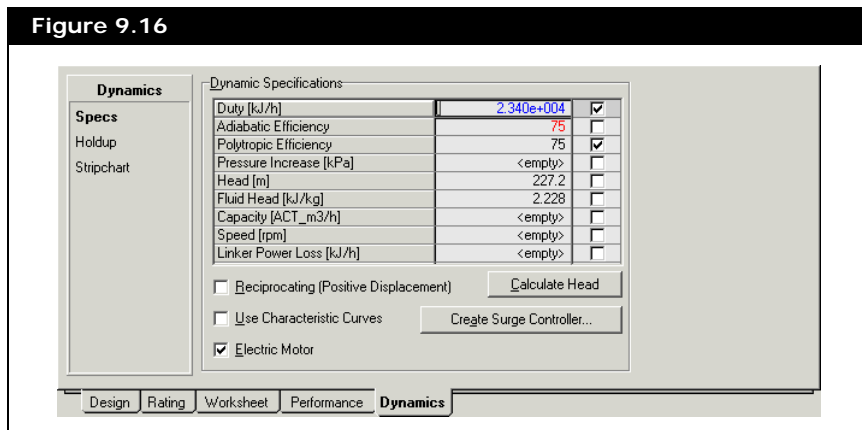 Figure 9.16
Dynamics
Specs
Holdup
Stripchart
Dynamic Specifications
Duty [kJ/h] 2.340e+004
Adiabatic Efficiency 75
Polytropic Efficiency 75
Pressure Increase [kPa] <empty>
Head [m] 227.2
Fluid Head [kJ/kg] 2.228
Capacity [ACT_m3/h] <empty>
Speed [rpm] <empty>
Linker Power Loss [kJ/h] <empty>
Reciprocating (Positive Displacement) Calculate Head
Use Characteristic Curves Create Surge Controller...
Electric Motor
Design Rating Worksheet Performance Dynamics